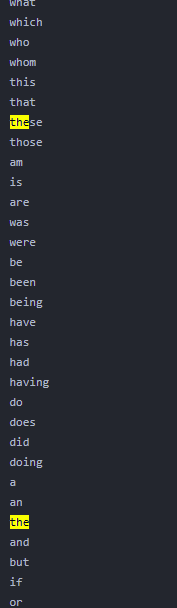 what
which
who
whom
this
that
these
those
am
is
are
was
were
be
been
being
have
has
had
having
do
does
did
doing
a
an
the
and
but
if
or